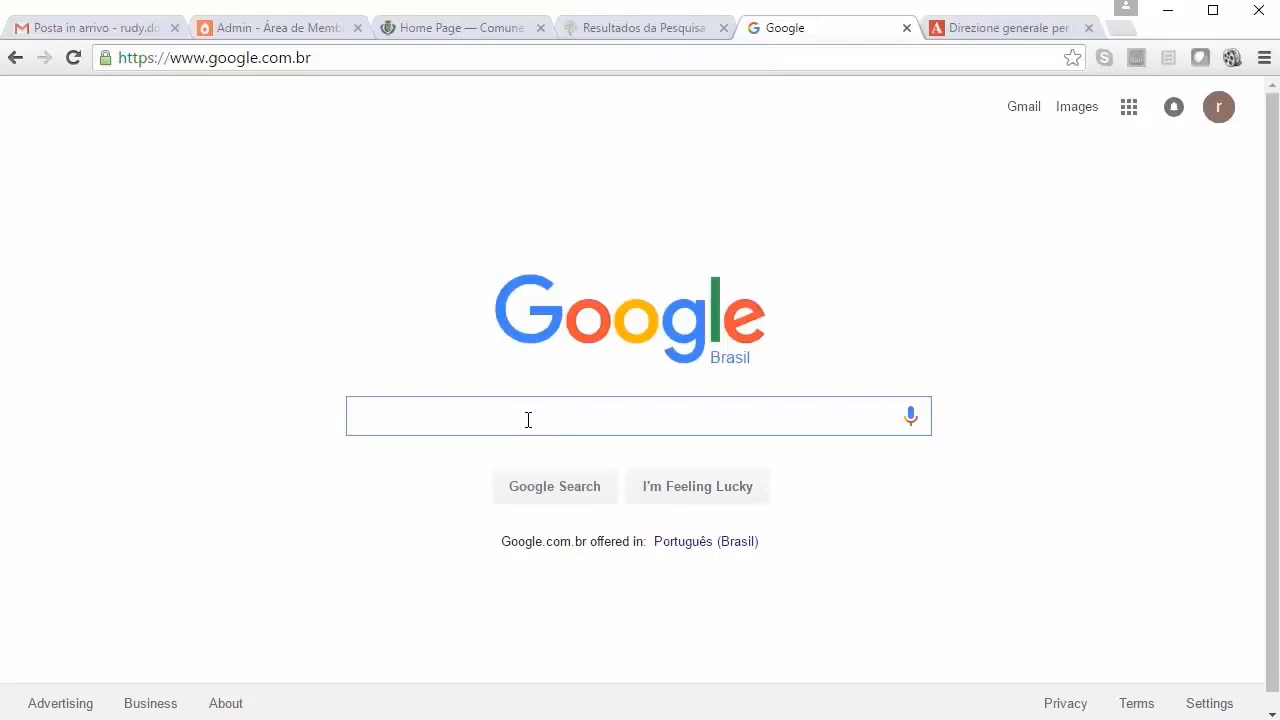 Posta in arrivo - rudy.do
Admin - Área de Memb
Home Page — Comune
Resultados da Pesquisa
Google
Direzione generale per
https://www.google.com.br
Gmail Images
r
Google
Brasil
Google Search I'm Feeling Lucky
Google.com.br offered in: Português (Brasil)
Advertising Business About Privacy Terms Settings